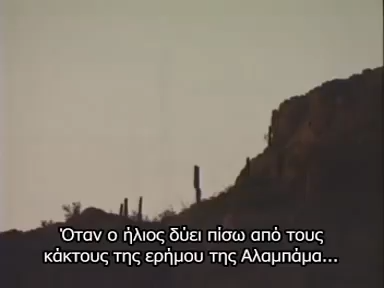 Όταν ο ήλιος δύει πίσω από τους
κάκτους της ερήμου της Αλαμπάμα...